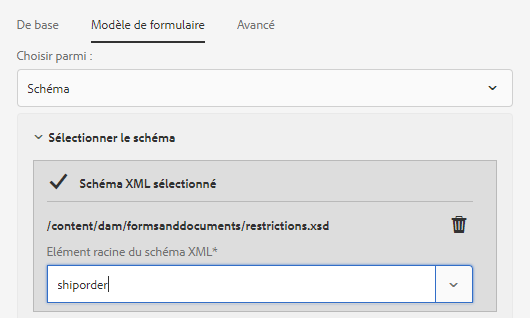 De base Modèle de formulaire Avancé
Choisir parmi :
Schéma
Sélectionner le schéma
Schéma XML sélectionné
/content/dam/formsanddocuments/restrictions.xsd
Elément racine du schéma XML*
shiporder